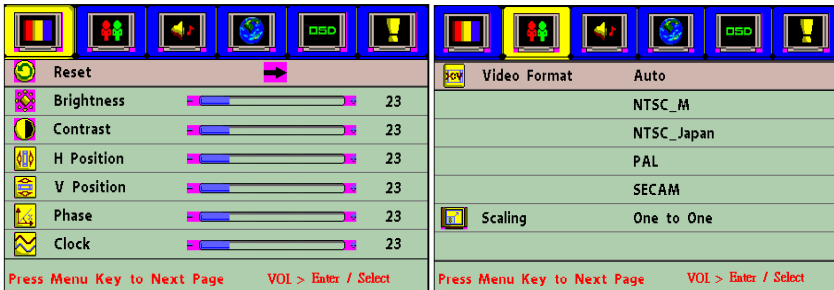 OSD
Reset
Brightness 23
Contrast 23
H Position 23
V Position 23
Phase 23
Clock 23
Press Menu Key to Next Page VOL > Enter / Select
OSD
Video Format Auto
NTSC_M
NTSC_Japan
PAL
SECAM
Scaling One to One
Press Menu Key to Next Page VOL > Enter / Select